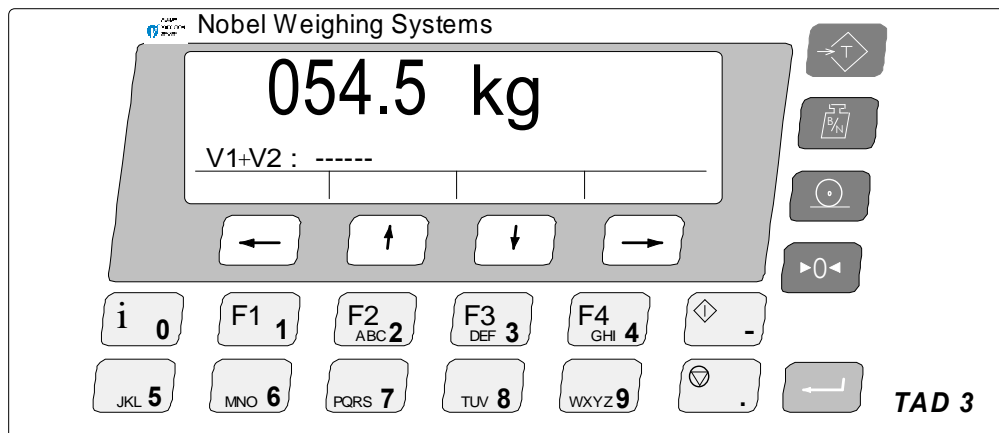 Nobel Weighing Systems
054.5 kg
V1+V2 : ------
T
B/N
►0◄
i 0
F1 1
F2 ABC 2
F3 DEF 3
F4 GHI 4
-
JKL 5
MNO 6
PQRS 7
TUV 8
WXYZ 9
.
TAD 3